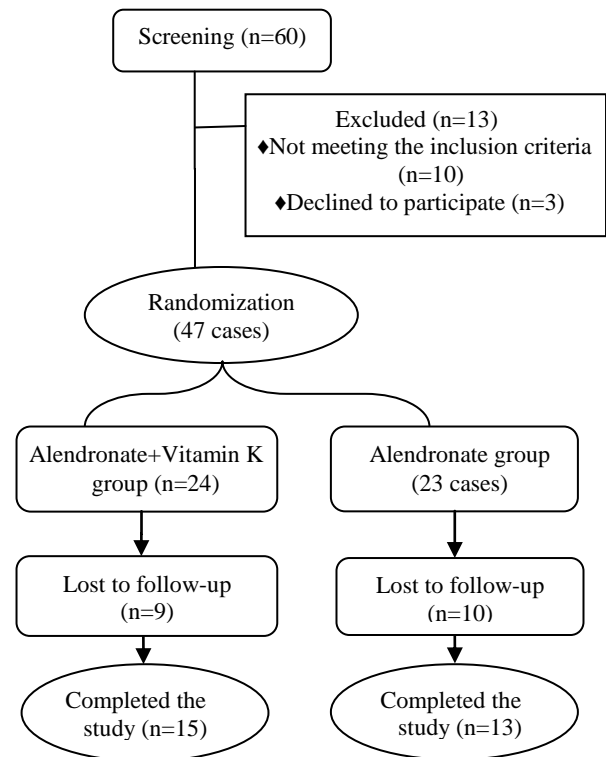 Screening (n=60)
Excluded (n=13)
♦Not meeting the inclusion criteria
(n=10)
♦Declined to participate (n=3)
Randomization
(47 cases)
Alendronate+Vitamin K
group (n=24)
Alendronate group
(23 cases)
Lost to follow-up
(n=9)
Lost to follow-up
(n=10)
Completed the
study (n=15)
Completed the
study (n=13)